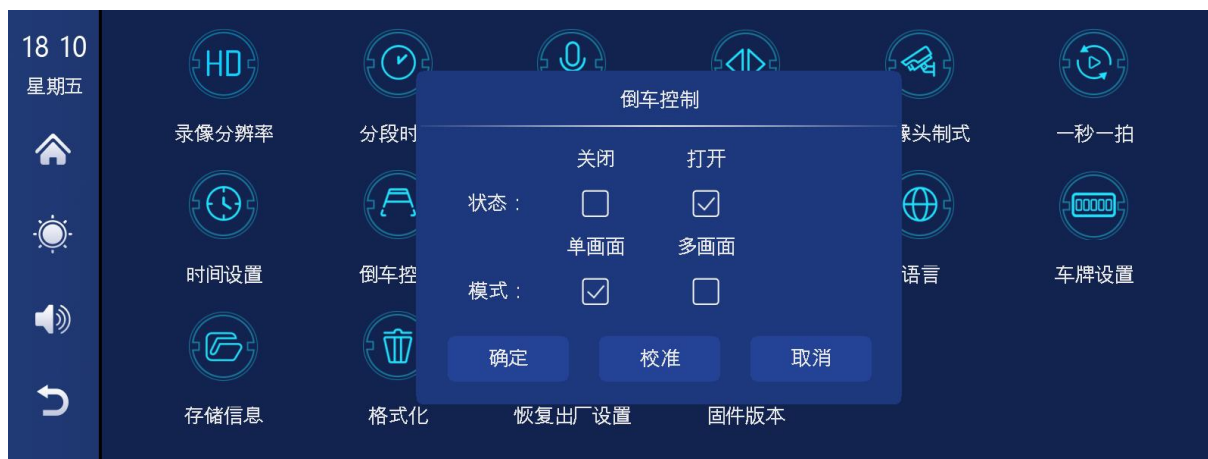 18 10
星期五
HD
录像分辨率
分段时
像头制式
一秒一拍
倒车控制
关闭 打开
状态：
单画面 多画面
模式：
确定 校准 取消
时间设置
倒车控
语言
00000
车牌设置
存储信息
格式化
恢复出厂设置
固件版本